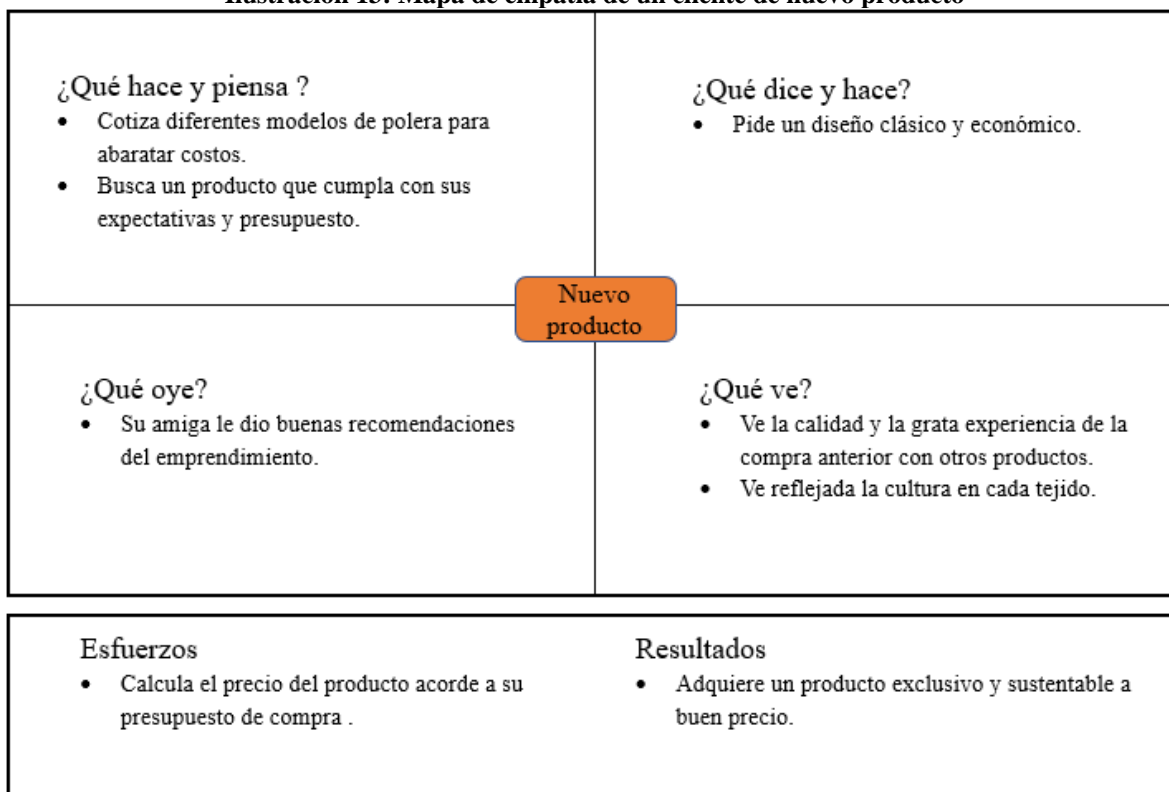 Ilustración 13: Mapa de empatía de un cliente de nuevo producto
¿Qué hace y piensa ?
• Cotiza diferentes modelos de polera para
abaratar costos.
• Busca un producto que cumpla con sus
expectativas y presupuesto.
¿Qué dice y hace?
• Pide un diseño clásico y económico.
Nuevo
producto
¿Qué oye?
• Su amiga le dio buenas recomendaciones
del emprendimiento.
¿Qué ve?
• Ve la calidad y la grata experiencia de la
compra anterior con otros productos.
• Ve reflejada la cultura en cada tejido.
Esfuerzos
• Calcula el precio del producto acorde a su
presupuesto de compra .
Resultados
• Adquiere un producto exclusivo y sustentable a
buen precio.